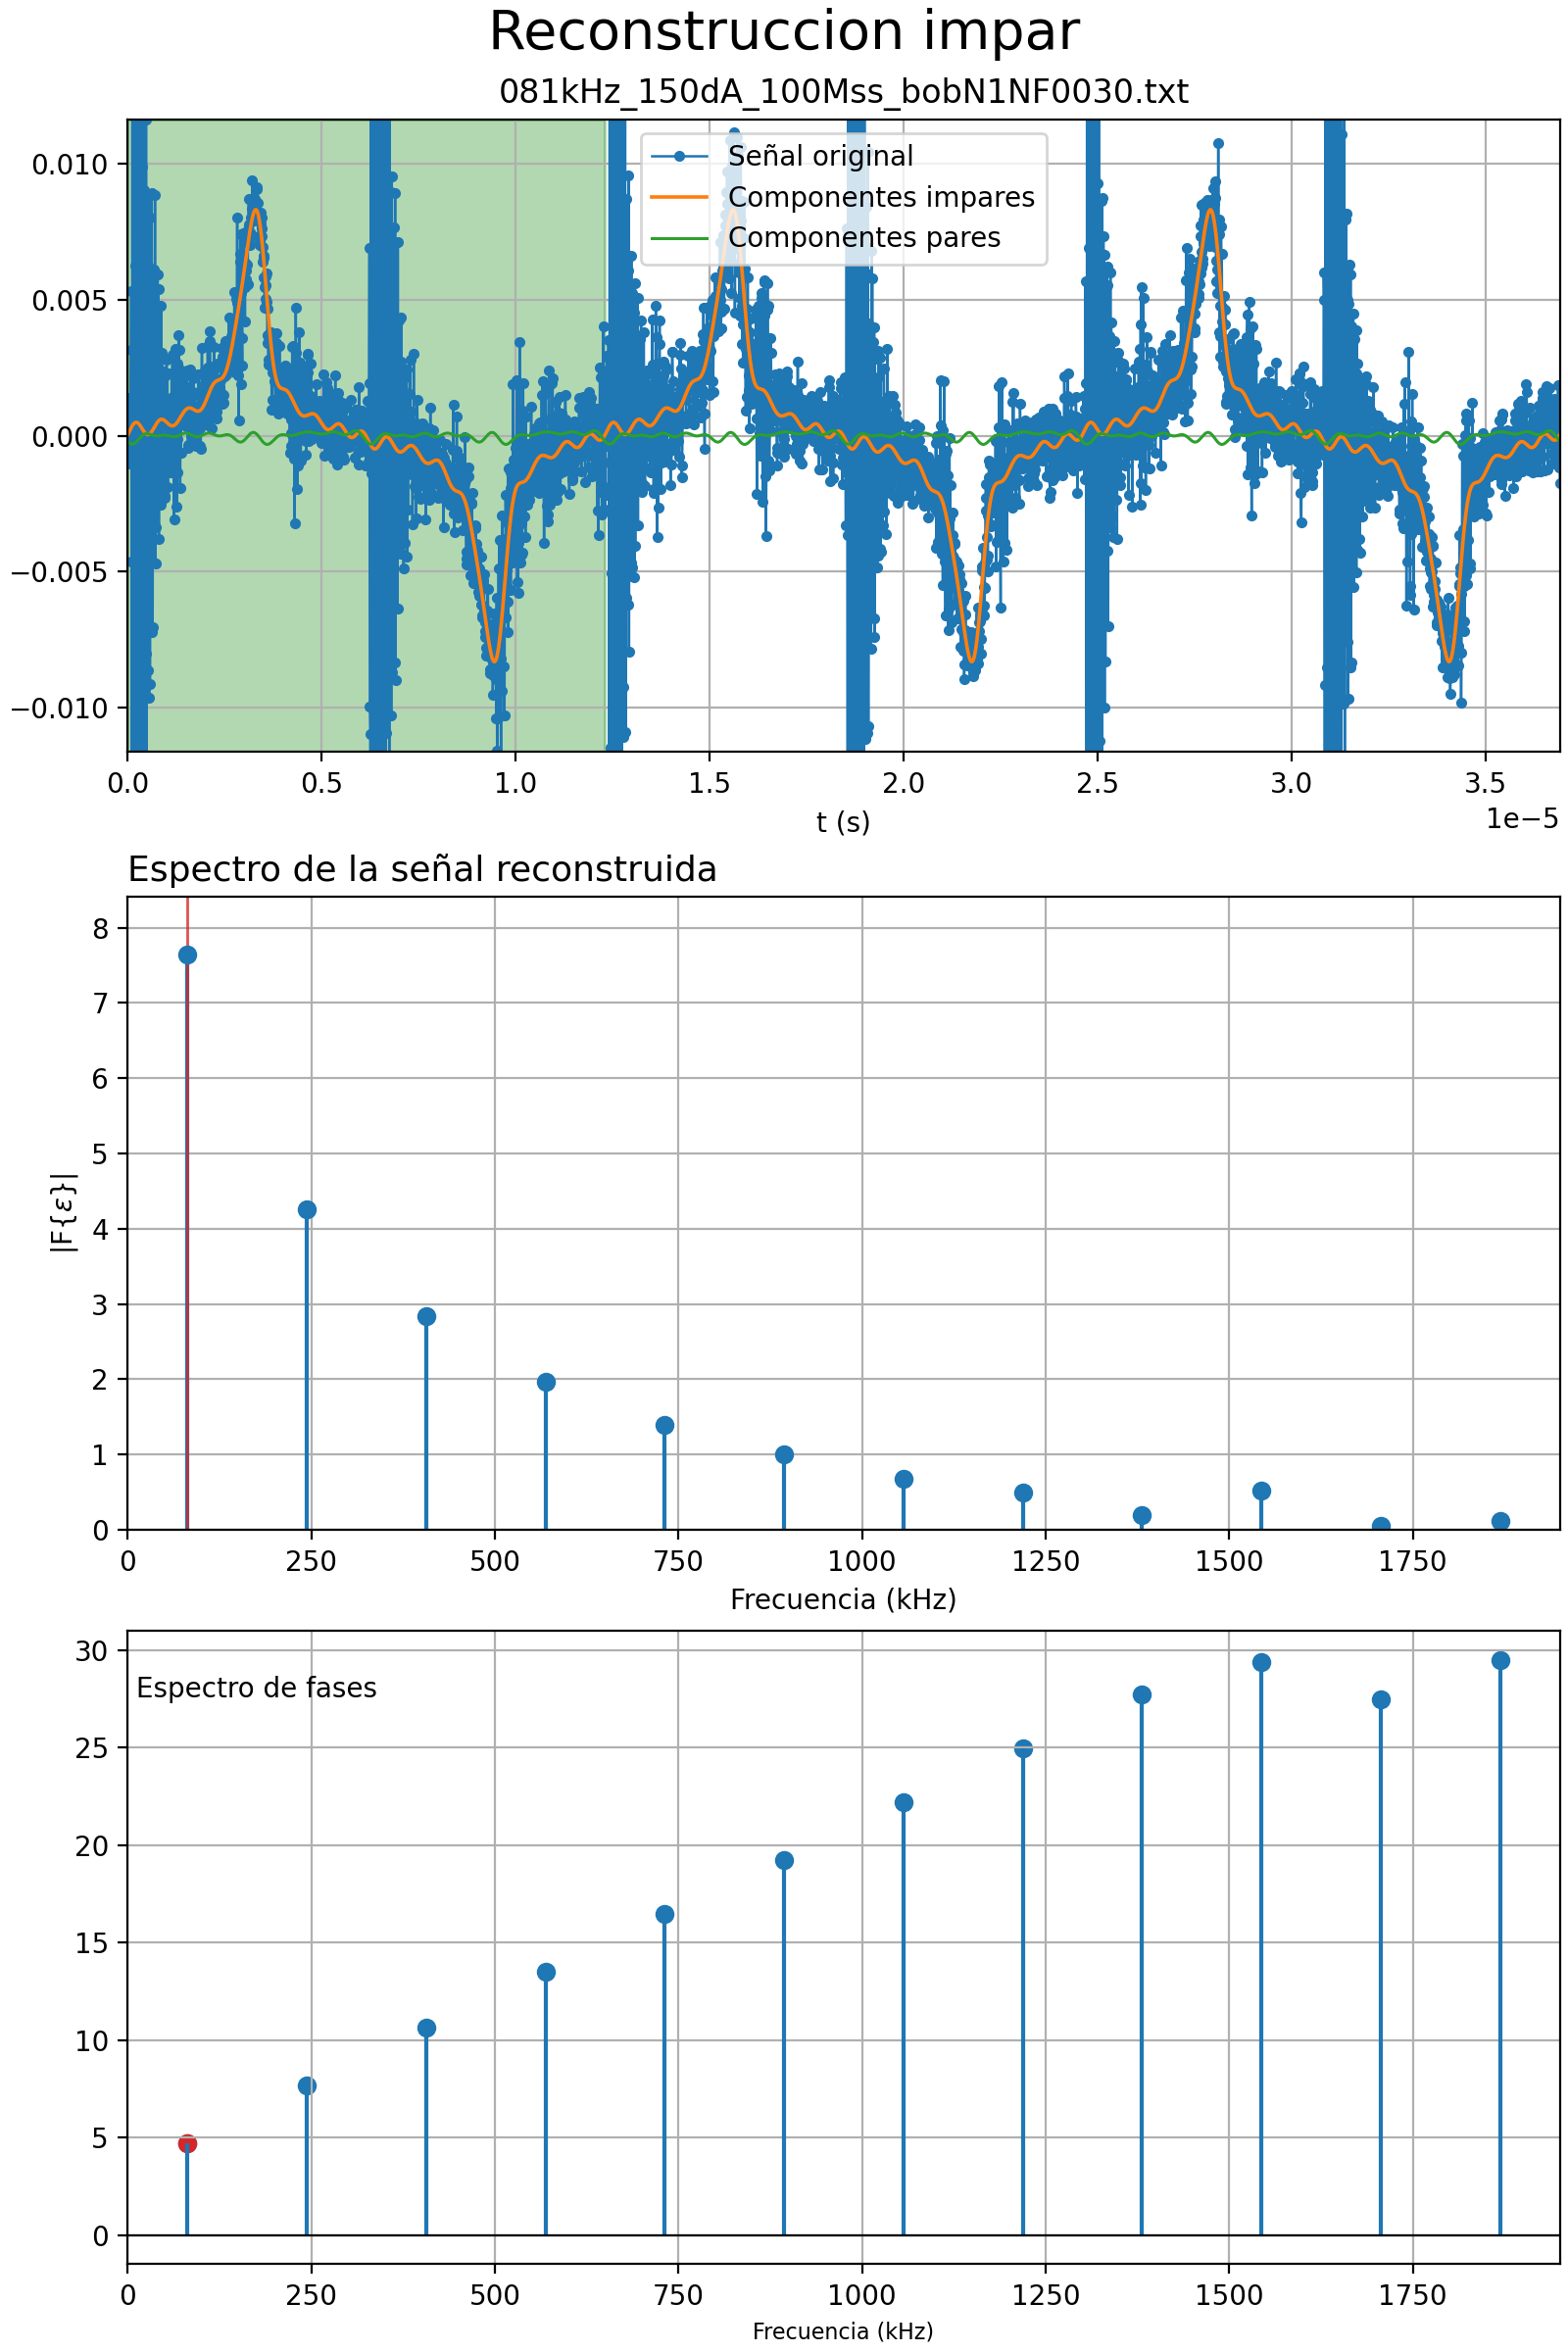 Reconstruccion impar
081kHz_150dA_100Mss_bobN1NF0030.txt
Señal original
Componentes impares
Componentes pares
0.010
0.005
0.000
−0.005
−0.010
0.0 0.5 1.0 1.5 2.0 2.5 3.0 3.5
1e−5
t (s)
Espectro de la señal reconstruida
8
7
6
5
4
3
2
1
0
|F{ε}|
0 250 500 750 1000 1250 1500 1750
Frecuencia (kHz)
Espectro de fases
30
25
20
15
10
5
0
0 250 500 750 1000 1250 1500 1750
Frecuencia (kHz)